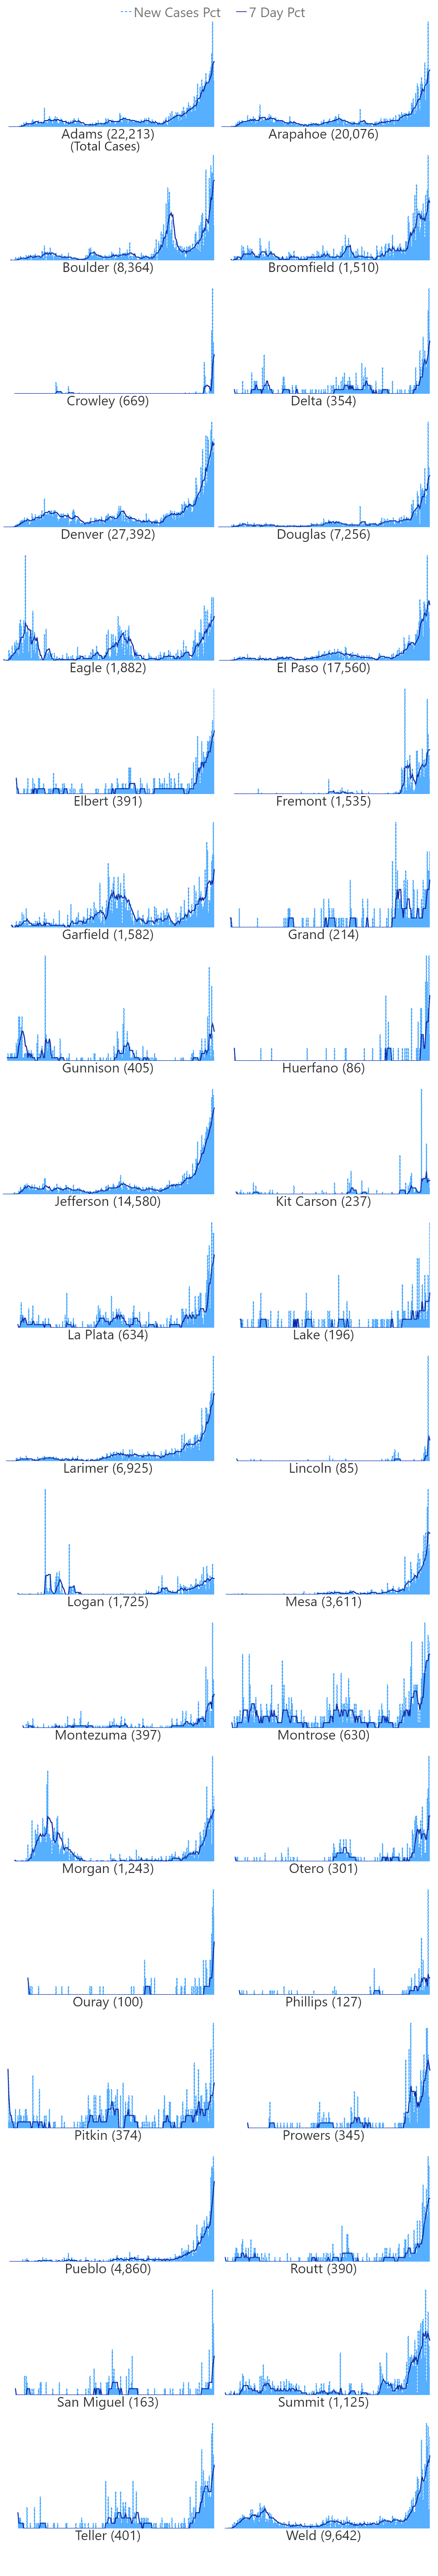 New Cases Pct 7 Day Pct
Adams (22,213) Arapahoe (20,076)
(Total Cases)
Boulder (8,364) Broomfield (1,510)
Crowley (669) Delta (354)
Denver (27,392) Douglas (7,256)
Eagle (1,882) El Paso (17,560)
Elbert (391) Fremont (1,535)
Garfield (1,582) Grand (214)
Gunnison (405) Huerfano (86)
Jefferson (14,580) Kit Carson (237)
La Plata (634) Lake (196)
Larimer (6,925) Lincoln (85)
Logan (1,725) Mesa (3,611)
Montezuma (397) Montrose (630)
Morgan (1,243) Otero (301)
Ouray (100) Phillips (127)
Pitkin (374) Prowers (345)
Pueblo (4,860) Routt (390)
San Miguel (163) Summit (1,125)
Teller (401) Weld (9,642)